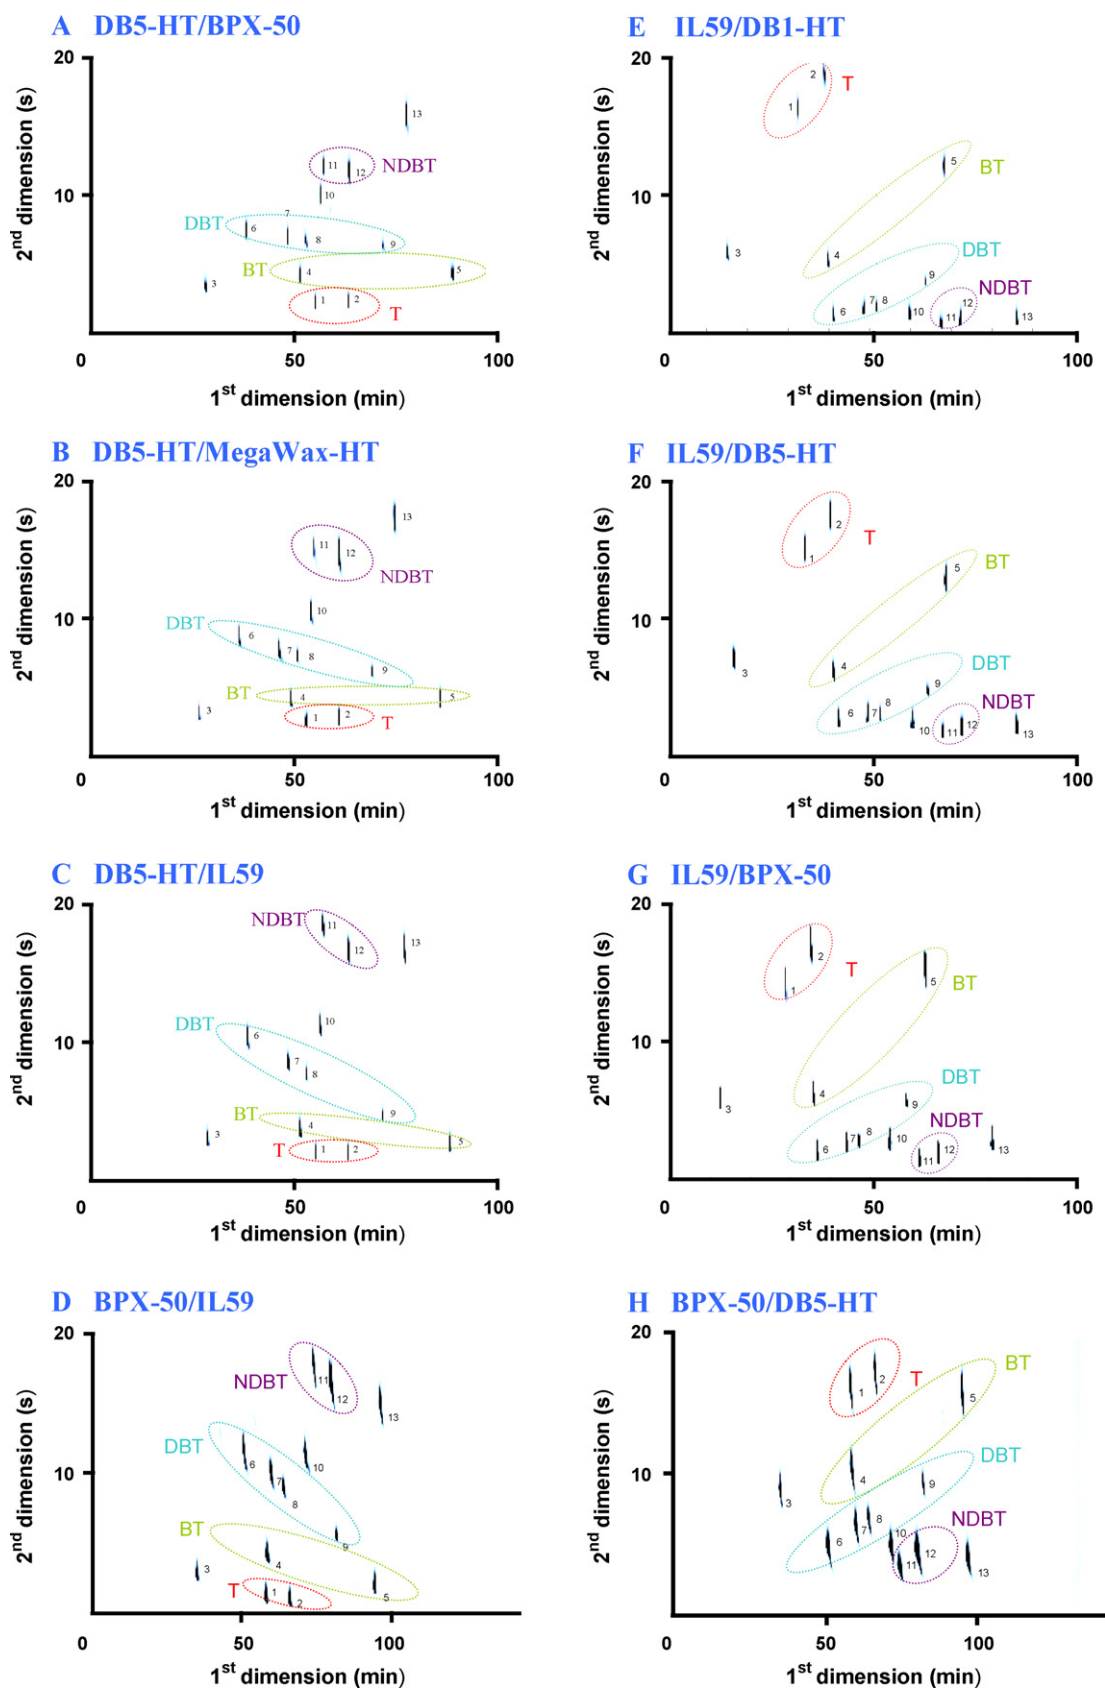 A DB5-HT/BPX-50
20
10
0
50
100
2nd dimension (s)
1st dimension (min)
13
11
12
NDBT
10
7
DBT
6
8
9
3
BT
4
5
1
2
T
E IL59/DB1-HT
20
10
0
50
100
2nd dimension (s)
1st dimension (min)
2
T
1
5
BT
3
4
DBT
9
NDBT
6
7
8
10
11
12
13
B DB5-HT/MegaWax-HT
20
10
0
50
100
2nd dimension (s)
1st dimension (min)
13
11
12
NDBT
10
DBT
6
7
8
9
BT
3
4
5
1
2
T
F IL59/DB5-HT
20
10
0
50
100
2nd dimension (s)
1st dimension (min)
2
T
1
BT
5
3
4
DBT
9
NDBT
6
7
8
10
11
12
13
C DB5-HT/IL59
20
10
0
50
100
2nd dimension (s)
1st dimension (min)
NDBT
11
12
13
DBT
6
10
7
8
9
BT
3
4
5
T
1
2
G IL59/BPX-50
20
10
0
50
100
2nd dimension (s)
1st dimension (min)
2
T
1
5
BT
3
4
DBT
9
NDBT
6
7
8
10
11
12
13
D BPX-50/IL59
20
10
0
50
100
2nd dimension (s)
1st dimension (min)
NDBT
11
12
13
DBT
6
10
7
8
9
BT
3
4
5
T
1
2
H BPX-50/DB5-HT
20
10
0
50
100
2nd dimension (s)
1st dimension (min)
1
2
T
BT
5
3
4
DBT
9
NDBT
6
7
8
10
11
12
13